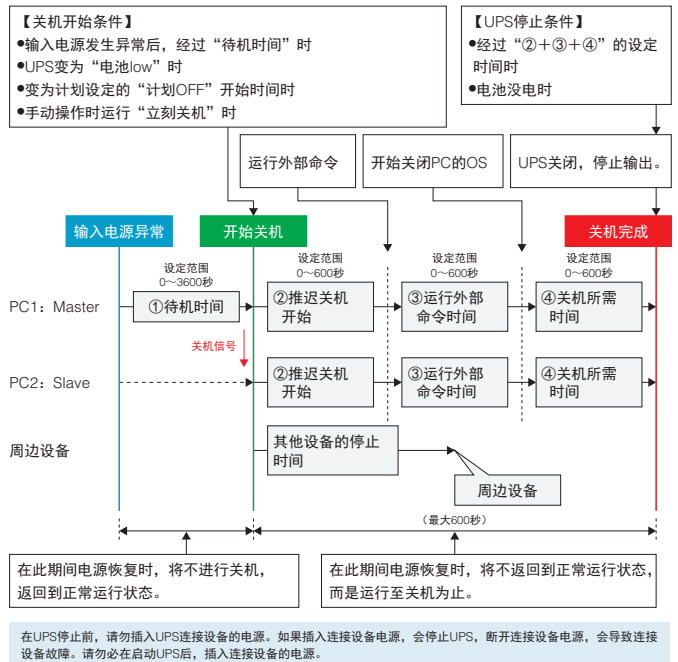 【关机开始条件】
●输入电源发生异常后，经过“待机时间”时
●UPS变为“电池low”时
●变为计划设定的“计划OFF”开始时间时
●手动操作时运行“立刻关机”时
【UPS停止条件】
●经过“②＋③＋④”的设定
时间时
●电池没电时
运行外部命令
开始关闭PC的OS
UPS关闭，停止输出。
输入电源异常
开始关机
关机完成
设定范围
0～3600秒
设定范围
0～600秒
设定范围
0～600秒
设定范围
0～600秒
PC1：Master
①待机时间
②推迟关机
开始
③运行外部
命令时间
④关机所需
时间
关机信号
PC2：Slave
②推迟关机
开始
③运行外部
命令时间
④关机所需
时间
周边设备
其他设备的停止
时间
周边设备
（最大600秒）
在此期间电源恢复时，将不进行关机，
返回到正常运行状态。
在此期间电源恢复时，将不返回到正常运行状态，
而是运行至关机为止。
在UPS停止前，请勿插入UPS连接设备的电源。如果插入连接设备电源，会停止UPS，断开连接设备电源，会导致连接
设备故障。请勿必在启动UPS后，插入连接设备的电源。